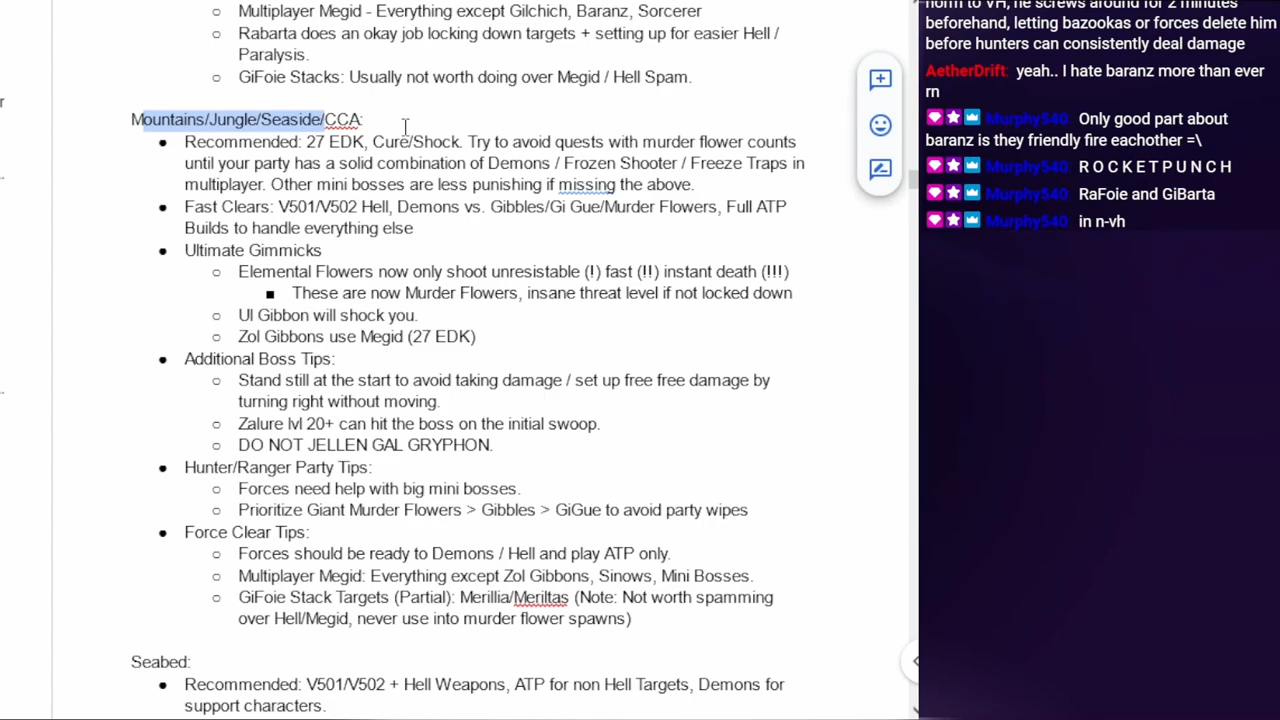 Multiplayer Megid - Everything except Gilchich, Baranz, Sorcerer
Rabarta does an okay job locking down targets + setting up for easier Hell /
Paralysis.
GiFoie Stacks: Usually not worth doing over Megid / Hell Spam.
Mountains/Jungle/Seaside/CCA:
Recommended: 27 EDK, Cure/Shock. Try to avoid quests with murder flower counts
until your party has a solid combination of Demons / Frozen Shooter / Freeze Traps in
multiplayer. Other mini bosses are less punishing if missing the above.
Fast Clears: V501/V502 Hell, Demons vs. Gibbles/Gi Gue/Murder Flowers, Full ATP
Builds to handle everything else
Ultimate Gimmicks
Elemental Flowers now only shoot unresistable (!) fast (!!) instant death (!!!)
These are now Murder Flowers, insane threat level if not locked down
Ul Gibbon will shock you.
Zol Gibbons use Megid (27 EDK)
Additional Boss Tips:
Stand still at the start to avoid taking damage / set up free free damage by
turning right without moving.
Zalure lvl 20+ can hit the boss on the initial swoop.
DO NOT JELLEN GAL GRYPHON.
Hunter/Ranger Party Tips:
Forces need help with big mini bosses.
Prioritize Giant Murder Flowers > Gibbles > GiGue to avoid party wipes
Force Clear Tips:
Forces should be ready to Demons / Hell and play ATP only.
Multiplayer Megid: Everything except Zol Gibbons, Sinows, Mini Bosses.
GiFoie Stack Targets (Partial): Merillia/Meriltas (Note: Not worth spamming
over Hell/Megid, never use into murder flower spawns)
Seabed:
Recommended: V501/V502 + Hell Weapons, ATP for non Hell Targets, Demons for
support characters.
norm to VH, he screws around for 2 minutes
beforehand, letting bazookas or forces delete him
before hunters can consistently deal damage
AetherDrift: yeah.. I hate baranz more than ever
rn
Murphy540: Only good part about
baranz is they friendly fire eachother =\
Murphy540: R O C K E T P U N C H
Murphy540: RaFoie and GiBarta
Murphy540: in n-vh